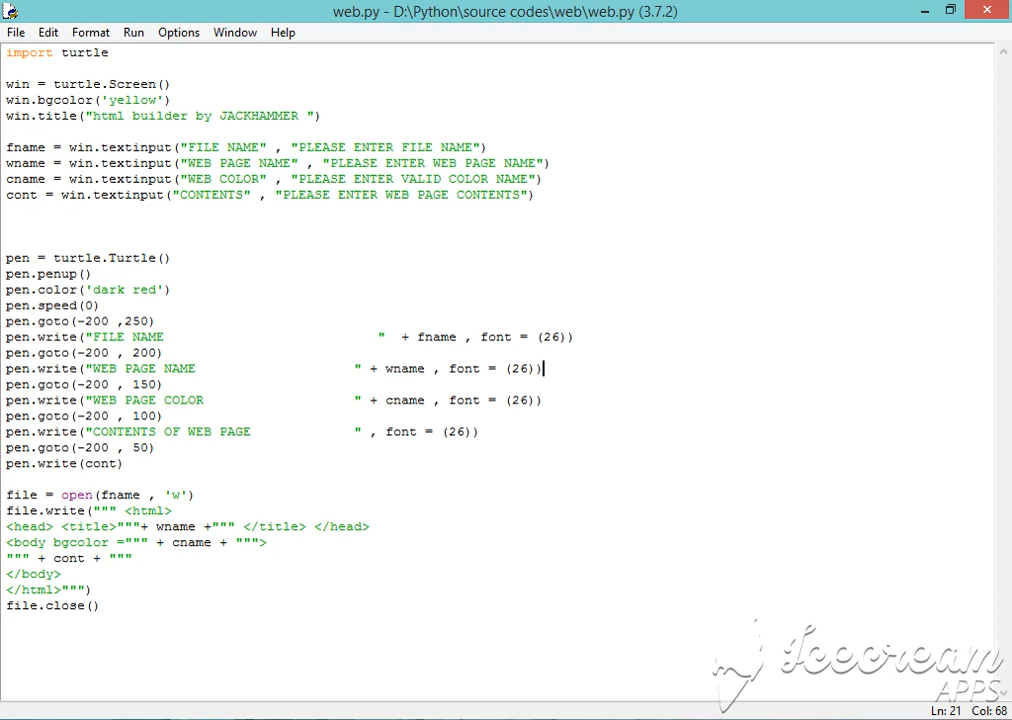 web.py - D:\Python\source codes\web\web.py (3.7.2)
File Edit Format Run Options Window Help
import turtle
win = turtle.Screen()
win.bgcolor('yellow')
win.title("html builder by JACKHAMMER ")
fname = win.textinput("FILE NAME" , "PLEASE ENTER FILE NAME")
wname = win.textinput("WEB PAGE NAME" , "PLEASE ENTER WEB PAGE NAME")
cname = win.textinput("WEB COLOR" , "PLEASE ENTER VALID COLOR NAME")
cont = win.textinput("CONTENTS" , "PLEASE ENTER WEB PAGE CONTENTS")
pen = turtle.Turtle()
pen.penup()
pen.color('dark red')
pen.speed(0)
pen.goto(-200 ,250)
pen.write("FILE NAME                           "  + fname , font = (26))
pen.goto(-200 , 200)
pen.write("WEB PAGE NAME                    " + wname , font = (26))
pen.goto(-200 , 150)
pen.write("WEB PAGE COLOR                   " + cname , font = (26))
pen.goto(-200 , 100)
pen.write("CONTENTS OF WEB PAGE             " , font = (26))
pen.goto(-200 , 50)
pen.write(cont)
file = open(fname , 'w')
file.write(""" <html>
<head> <title>"""+ wname +""" </title> </head>
<body bgcolor =""" + cname + """>
""" + cont + """
</body>
</html>""")
file.close()
Icecream
APPS
Ln: 21 Col: 68